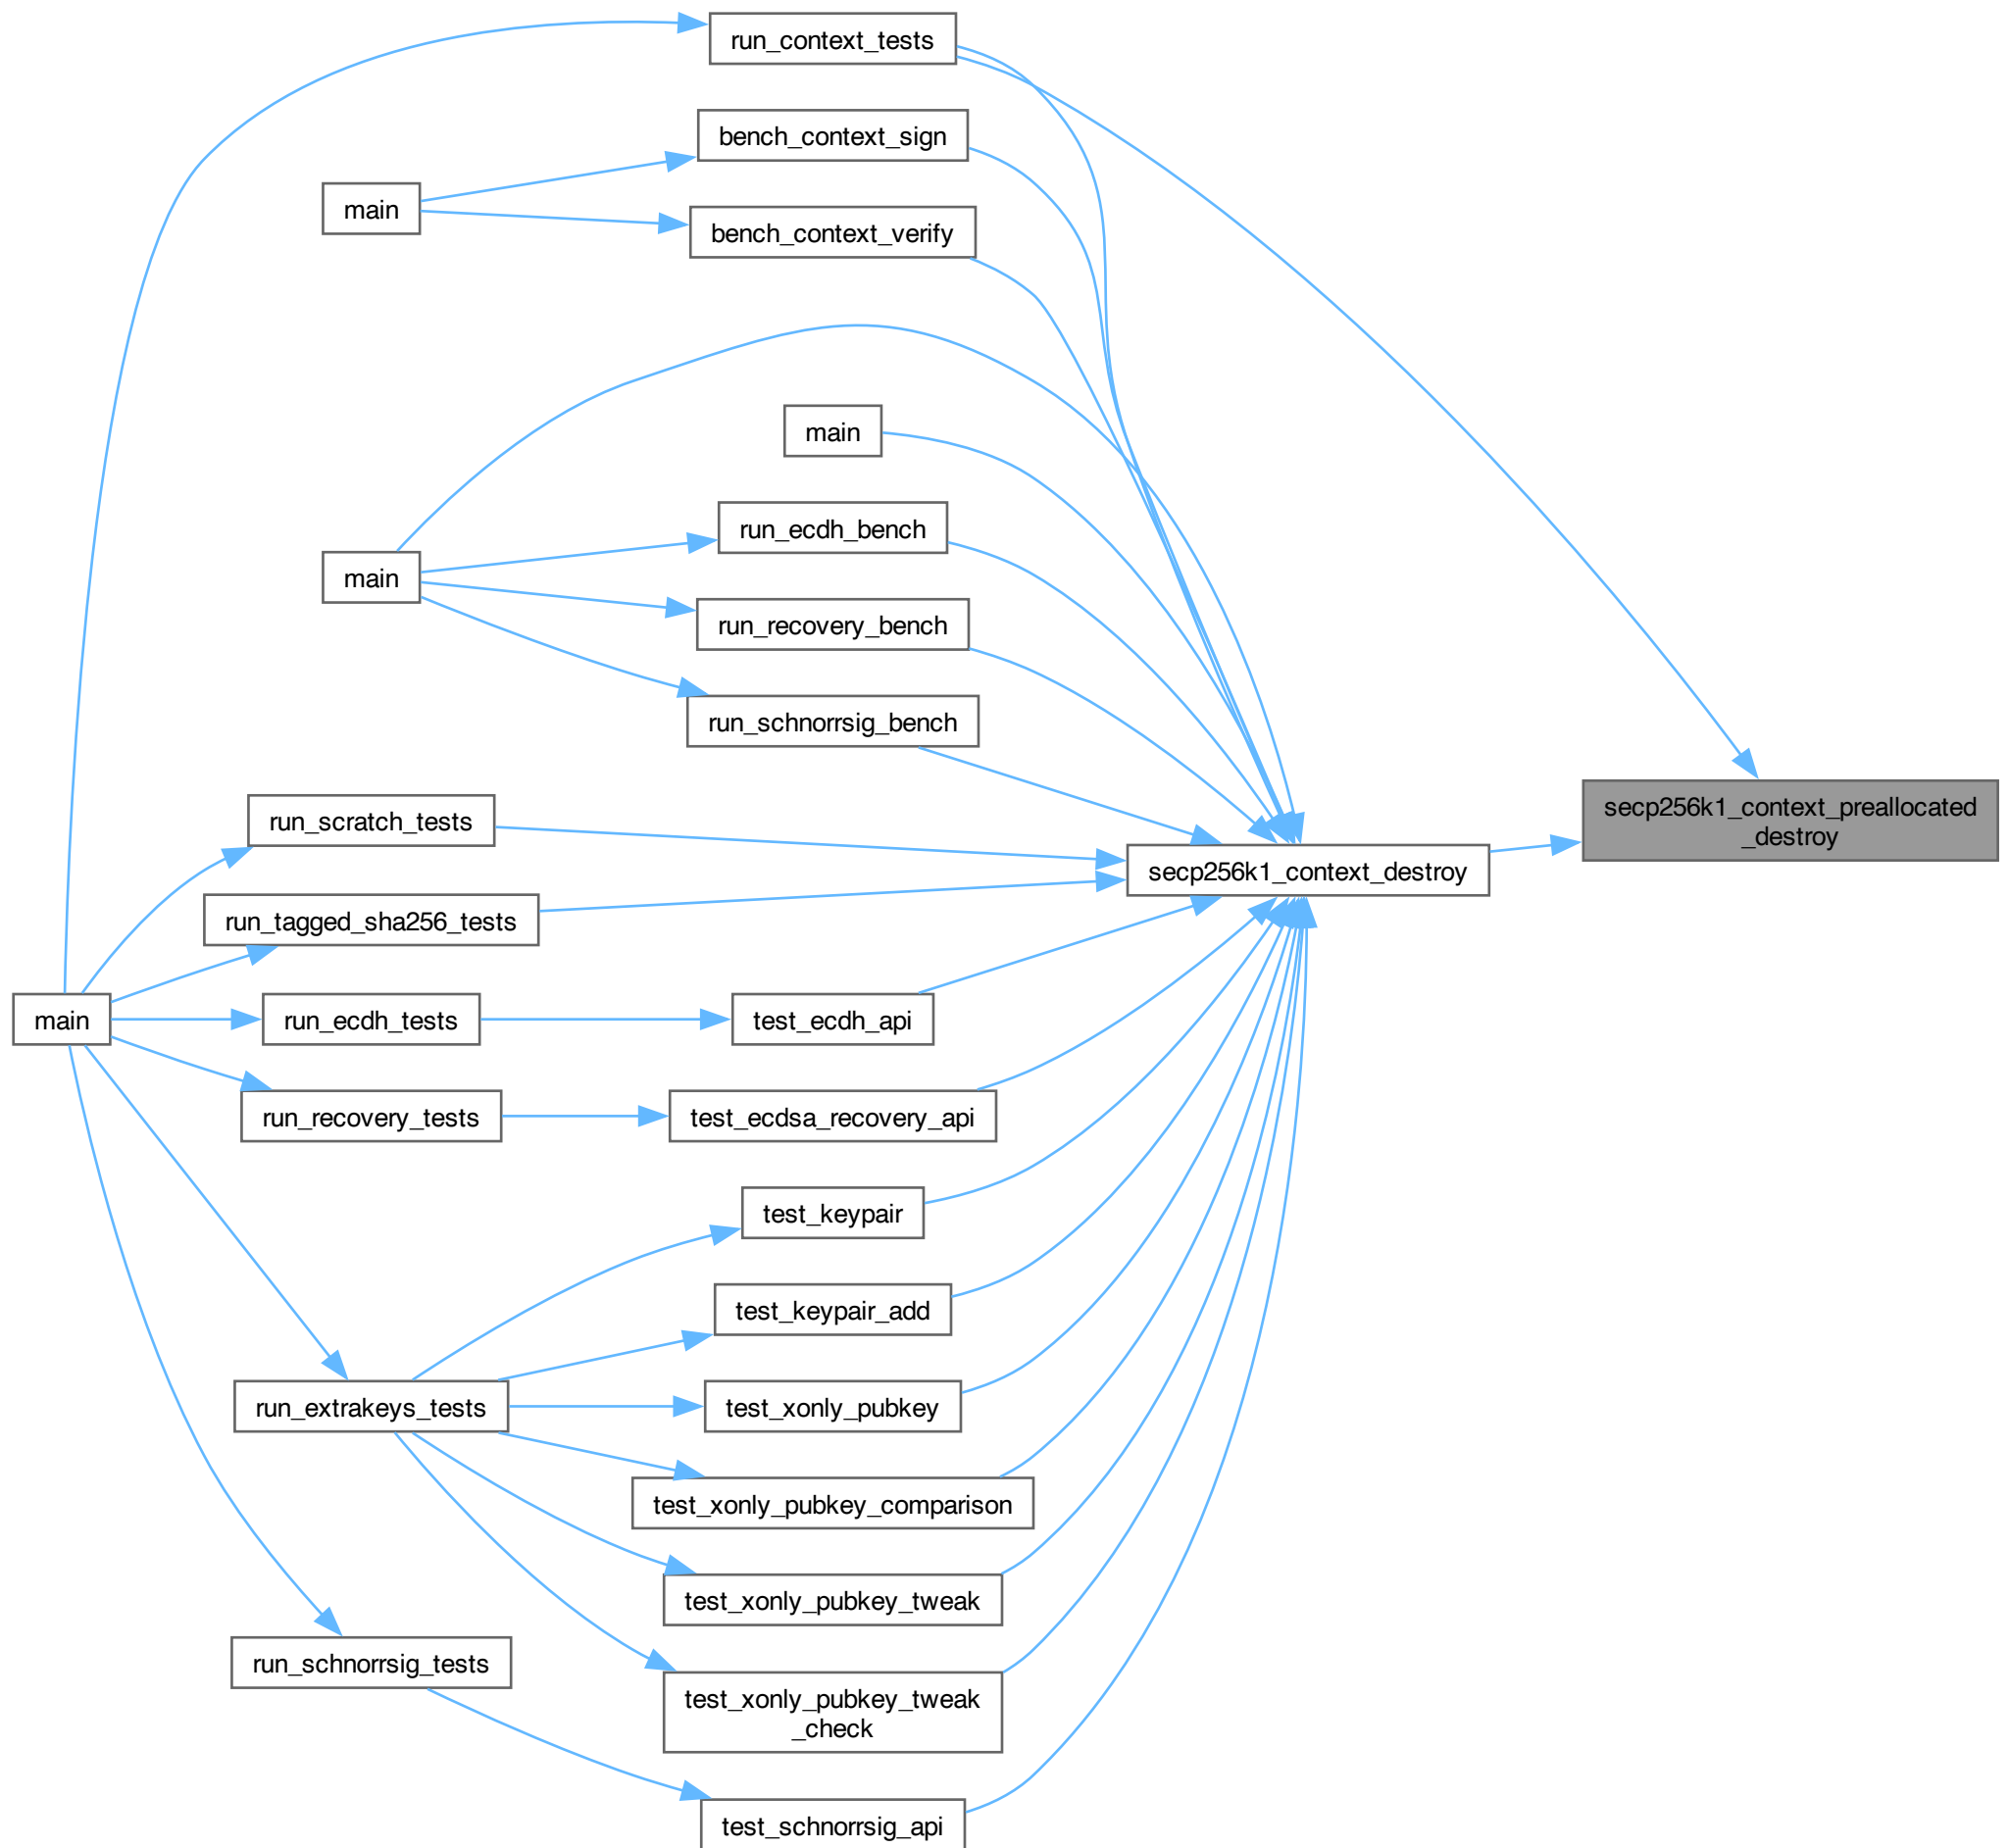 run_context_tests
bench_context_sign
main
bench_context_verify
main
run_ecdh_bench
main
run_recovery_bench
run_schnorrsig_bench
secp256k1_context_preallocated
_destroy
run_scratch_tests
secp256k1_context_destroy
run_tagged_sha256_tests
main
run_ecdh_tests
test_ecdh_api
run_recovery_tests
test_ecdsa_recovery_api
test_keypair
test_keypair_add
run_extrakeys_tests
test_xonly_pubkey
test_xonly_pubkey_comparison
test_xonly_pubkey_tweak
run_schnorrsig_tests
test_xonly_pubkey_tweak
_check
test_schnorrsig_api